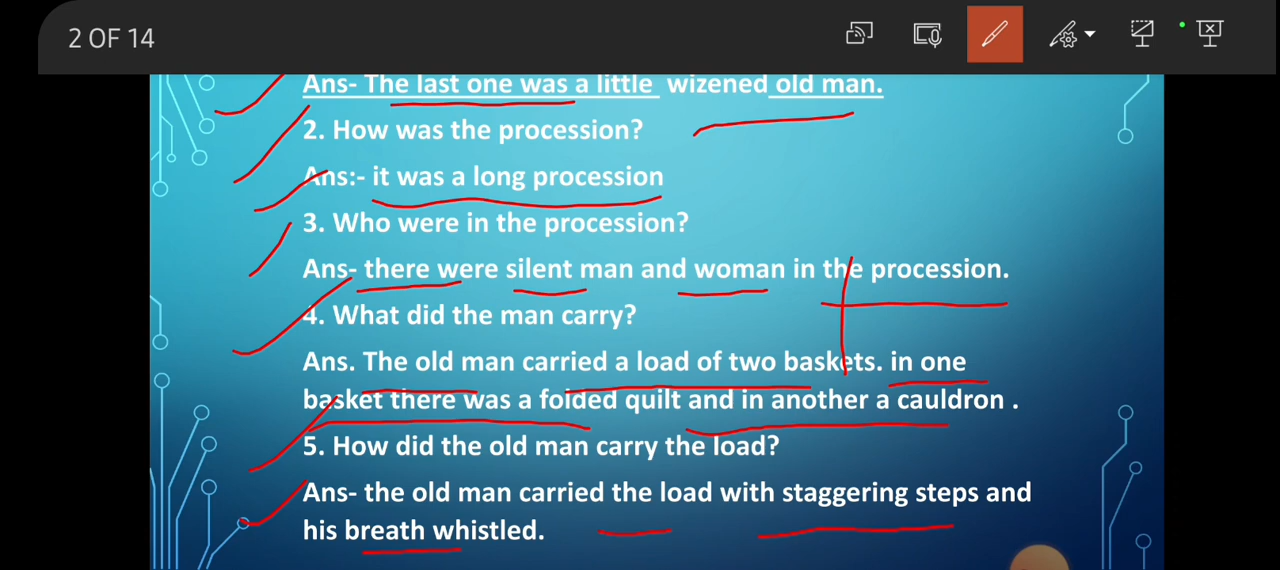 2 OF 14
Ans- The last one was a little wizened old man.
2. How was the procession?
Ans:- it was a long procession
3. Who were in the procession?
Ans- there were silent man and woman in the procession.
4. What did the man carry?
Ans. The old man carried a load of two baskets. in one
basket there was a folded quilt and in another a cauldron .
5. How did the old man carry the load?
Ans- the old man carried the load with staggering steps and
his breath whistled.